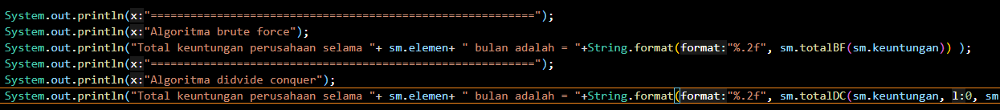 System.out.println(x:"===========================================================");
System.out.println(x:"Algoritma brute force");
System.out.println("Total keuntungan perusahaan selama "+ sm.elemen+ " bulan adalah = "+String.format(format:"%.2f", sm.totalBF(sm.keuntungan)) );
System.out.println(x:"===========================================================");
System.out.println(x:"Algoritma didvide conquer");
System.out.println("Total keuntungan perusahaan selama "+ sm.elemen+ " bulan adalah = "+String.format(format:"%.2f", sm.totalDC(sm.keuntungan, l:0, sm